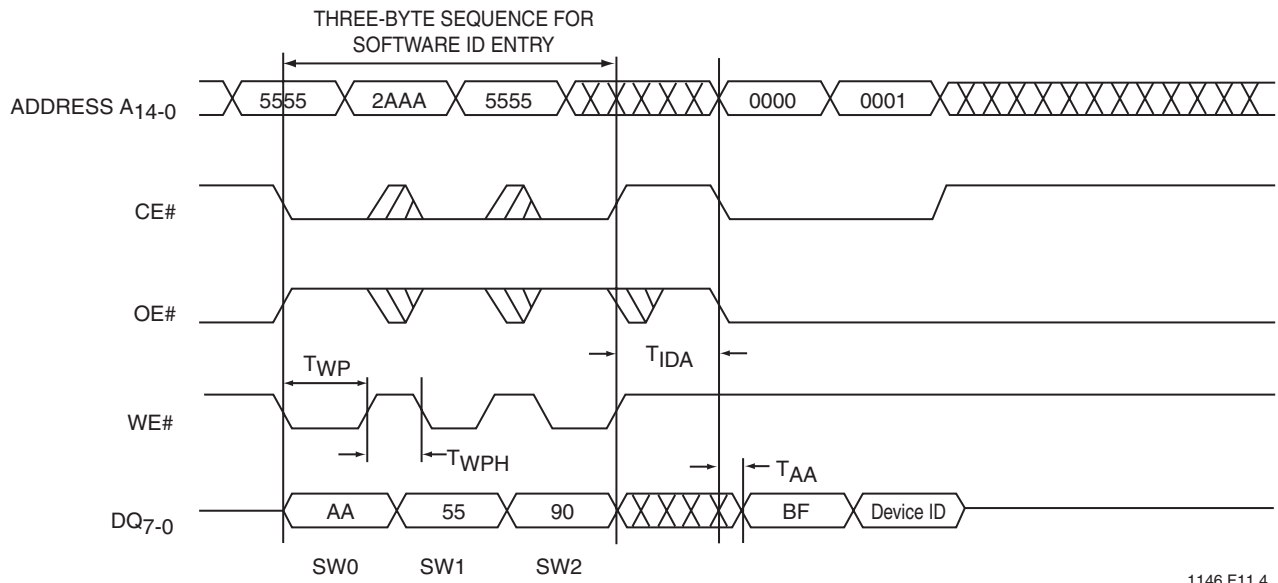 THREE-BYTE SEQUENCE FOR
SOFTWARE ID ENTRY
ADDRESS A14-0
5555 2AAA 5555 0000 0001
CE#
OE#
TWP
TIDA
WE#
TWPH
TAA
DQ7-0
AA 55 90 BF Device ID
SW0 SW1 SW2
1146 F11.4